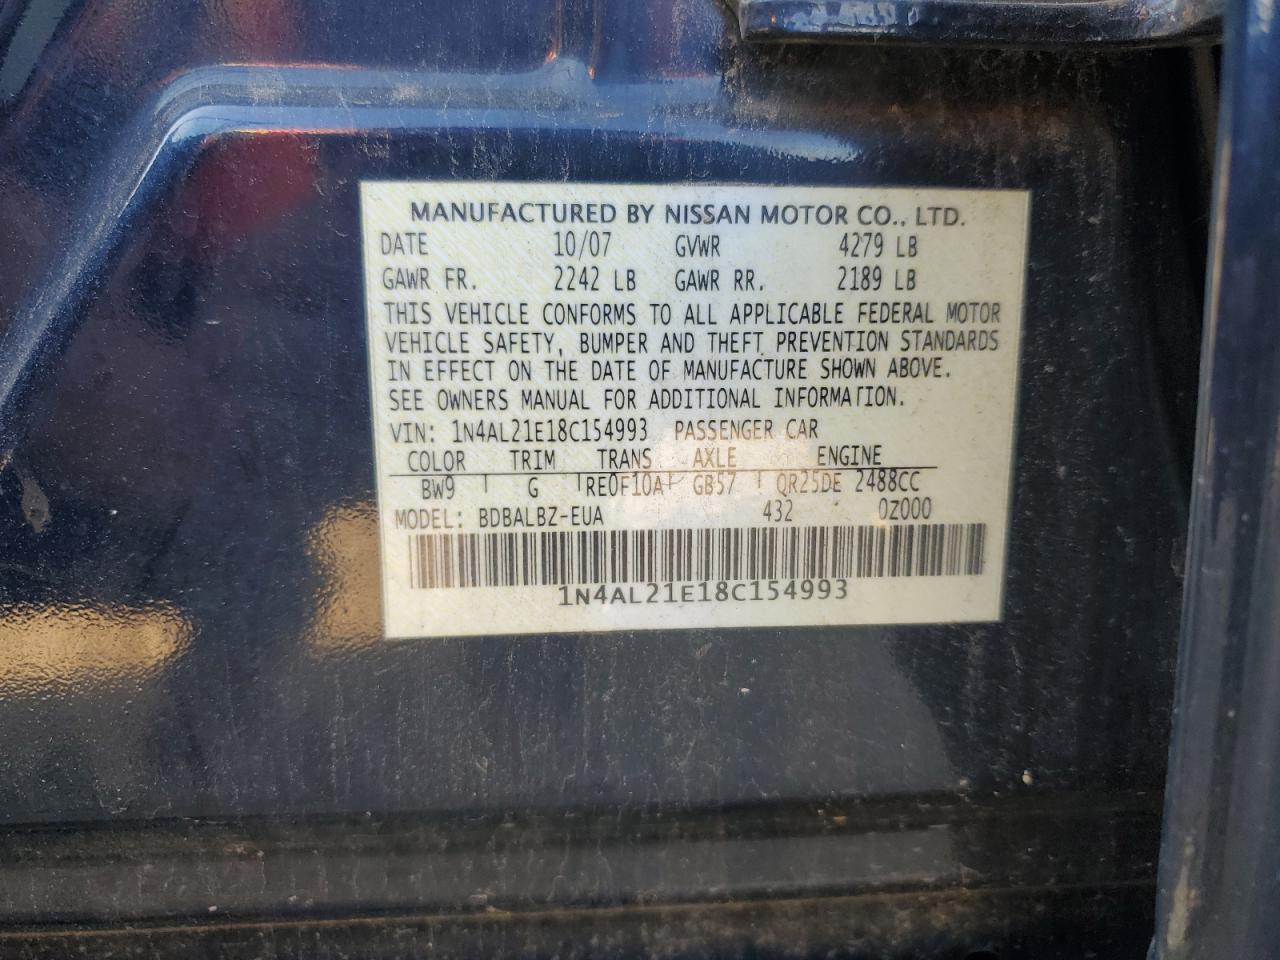 MANUFACTURED BY NISSAN MOTOR CO., LTD.
DATE 10/07 GVWR 4279 LB
GAWR FR. 2242 LB GAWR RR. 2189 LB
THIS VEHICLE CONFORMS TO ALL APPLICABLE FEDERAL MOTOR
VEHICLE SAFETY, BUMPER AND THEFT PREVENTION STANDARDS
IN EFFECT ON THE DATE OF MANUFACTURE SHOWN ABOVE.
SEE OWNERS MANUAL FOR ADDITIONAL INFORMATION.
VIN: 1N4AL21E18C154993 PASSENGER CAR
COLOR TRIM TRANS AXLE ENGINE
BW9 G RE0F10A GB57 QR25DE 2488CC
MODEL: BDBALBZ-EUA 432 0Z000
1N4AL21E18C154993